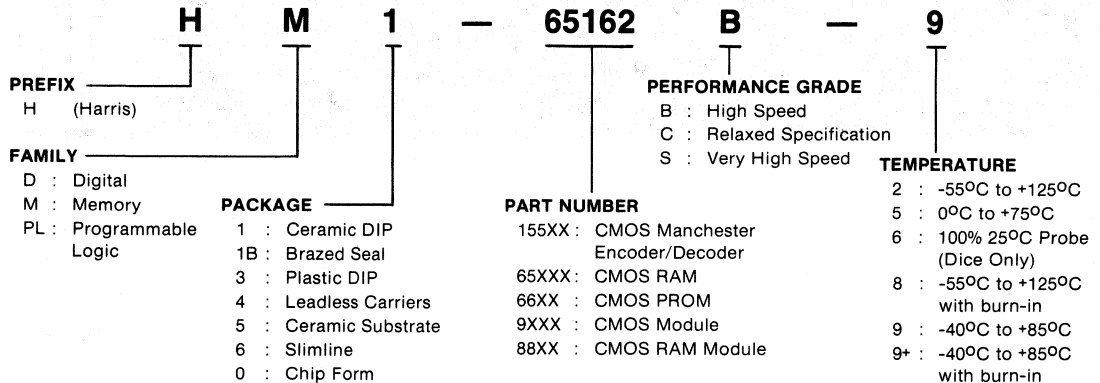 H M 1 — 65162 B — 9
PREFIX
H (Harris)
FAMILY
D : Digital
M : Memory
PL : Programmable
Logic
PACKAGE
1 : Ceramic DIP
1B : Brazed Seal
3 : Plastic DIP
4 : Leadless Carriers
5 : Ceramic Substrate
6 : Slimline
0 : Chip Form
PART NUMBER
155XX : CMOS Manchester
Encoder/Decoder
65XXX : CMOS RAM
66XX : CMOS PROM
9XXX : CMOS Module
88XX : CMOS RAM Module
PERFORMANCE GRADE
B : High Speed
C : Relaxed Specification
S : Very High Speed
TEMPERATURE
2 : -55°C to +125°C
5 : 0°C to +75°C
6 : 100% 25°C Probe
(Dice Only)
8 : -55°C to +125°C
with burn-in
9 : -40°C to +85°C
9+ : -40°C to +85°C
with burn-in